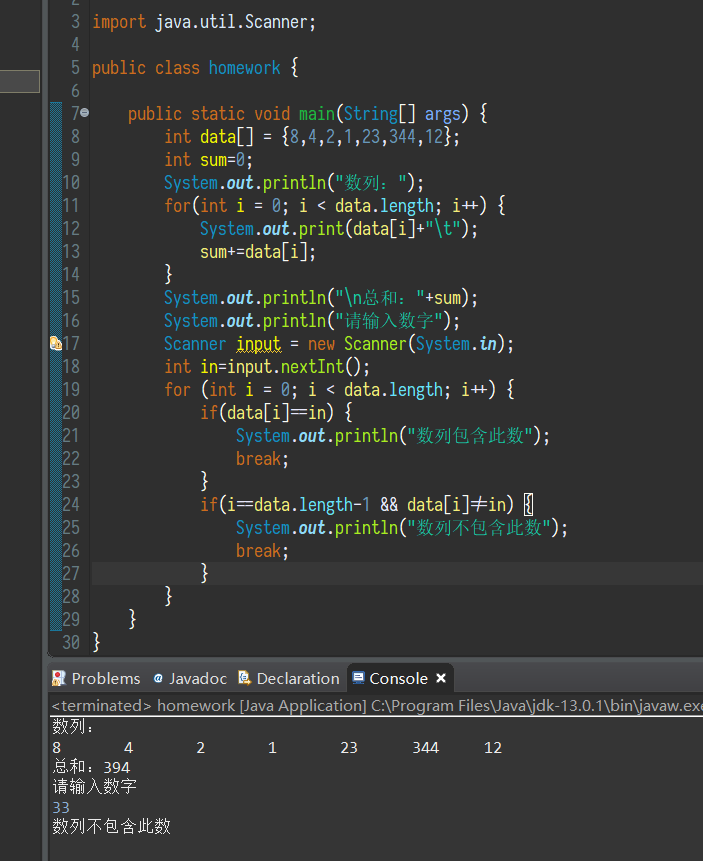 2
3 import java.util.Scanner;
4
5 public class homework {
6
7 public static void main(String[] args) {
8 int data[] = {8,4,2,1,23,344,12};
9 int sum=0;
10 System.out.println("数列：");
11 for(int i = 0; i < data.length; i++) {
12 System.out.print(data[i]+"\t");
13 sum+=data[i];
14 }
15 System.out.println("\n总和："+sum);
16 System.out.println("请输入数字");
17 Scanner input = new Scanner(System.in);
18 int in=input.nextInt();
19 for (int i = 0; i < data.length; i++) {
20 if(data[i]==in) {
21 System.out.println("数列包含此数");
22 break;
23 }
24 if(i==data.length-1 && data[i]≠in) {
25 System.out.println("数列不包含此数");
26 break;
27 }
28 }
29 }
30 }
Problems @ Javadoc Declaration Console
<terminated> homework [Java Application] C:\Program Files\Java\jdk-13.0.1\bin\javaw.exe
数列：
8 4 2 1 23 344 12
总和：394
请输入数字
33
数列不包含此数